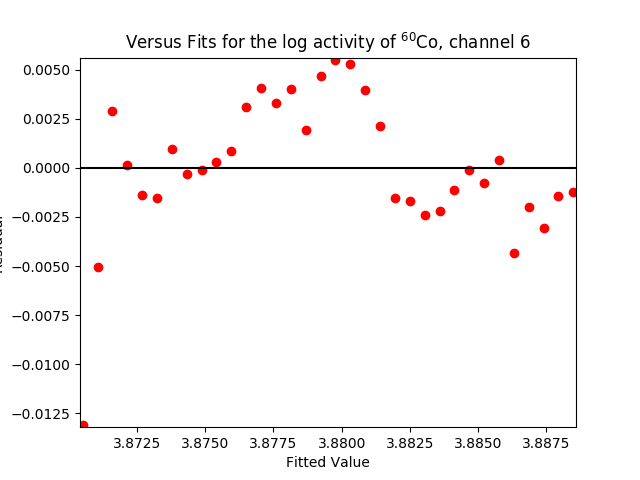 Versus Fits for the log activity of ⁶⁰Co, channel 6
0.0050
0.0025
0.0000
−0.0025
−0.0050
−0.0075
−0.0100
−0.0125
3.8725 3.8750 3.8775 3.8800 3.8825 3.8850 3.8875
Fitted Value